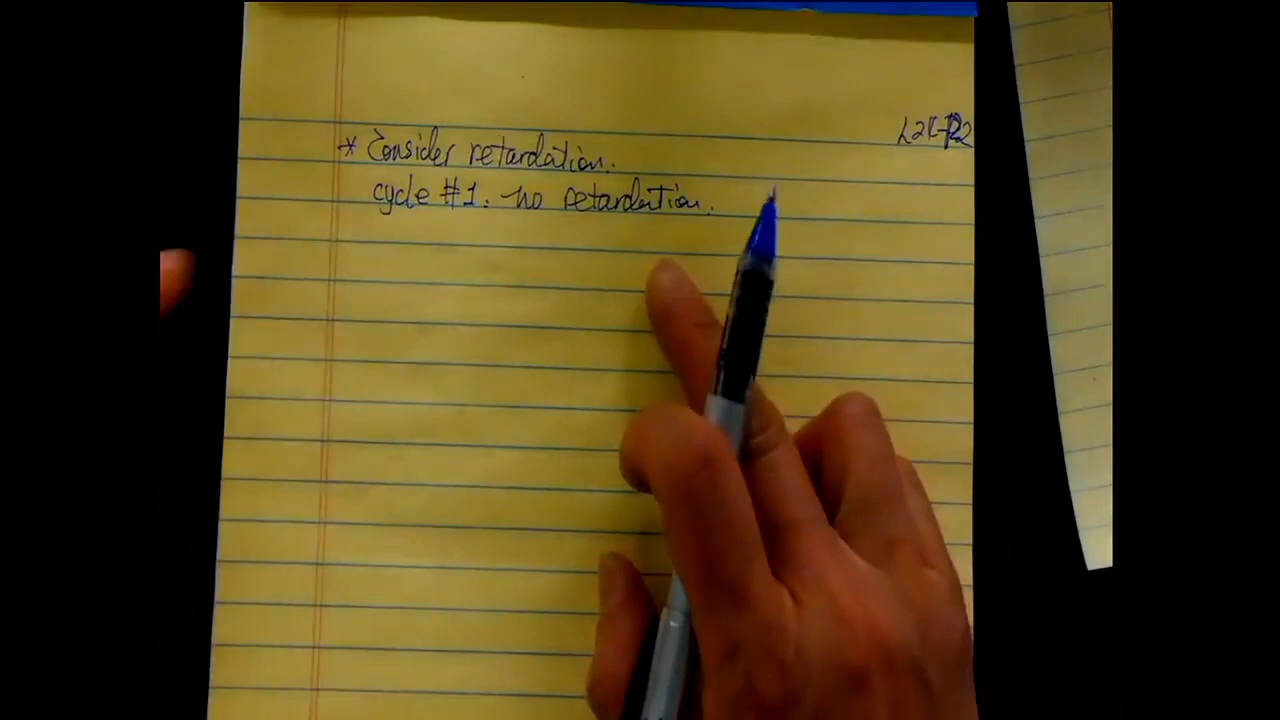 * Consider retardation.
cycle #1. no retardation.